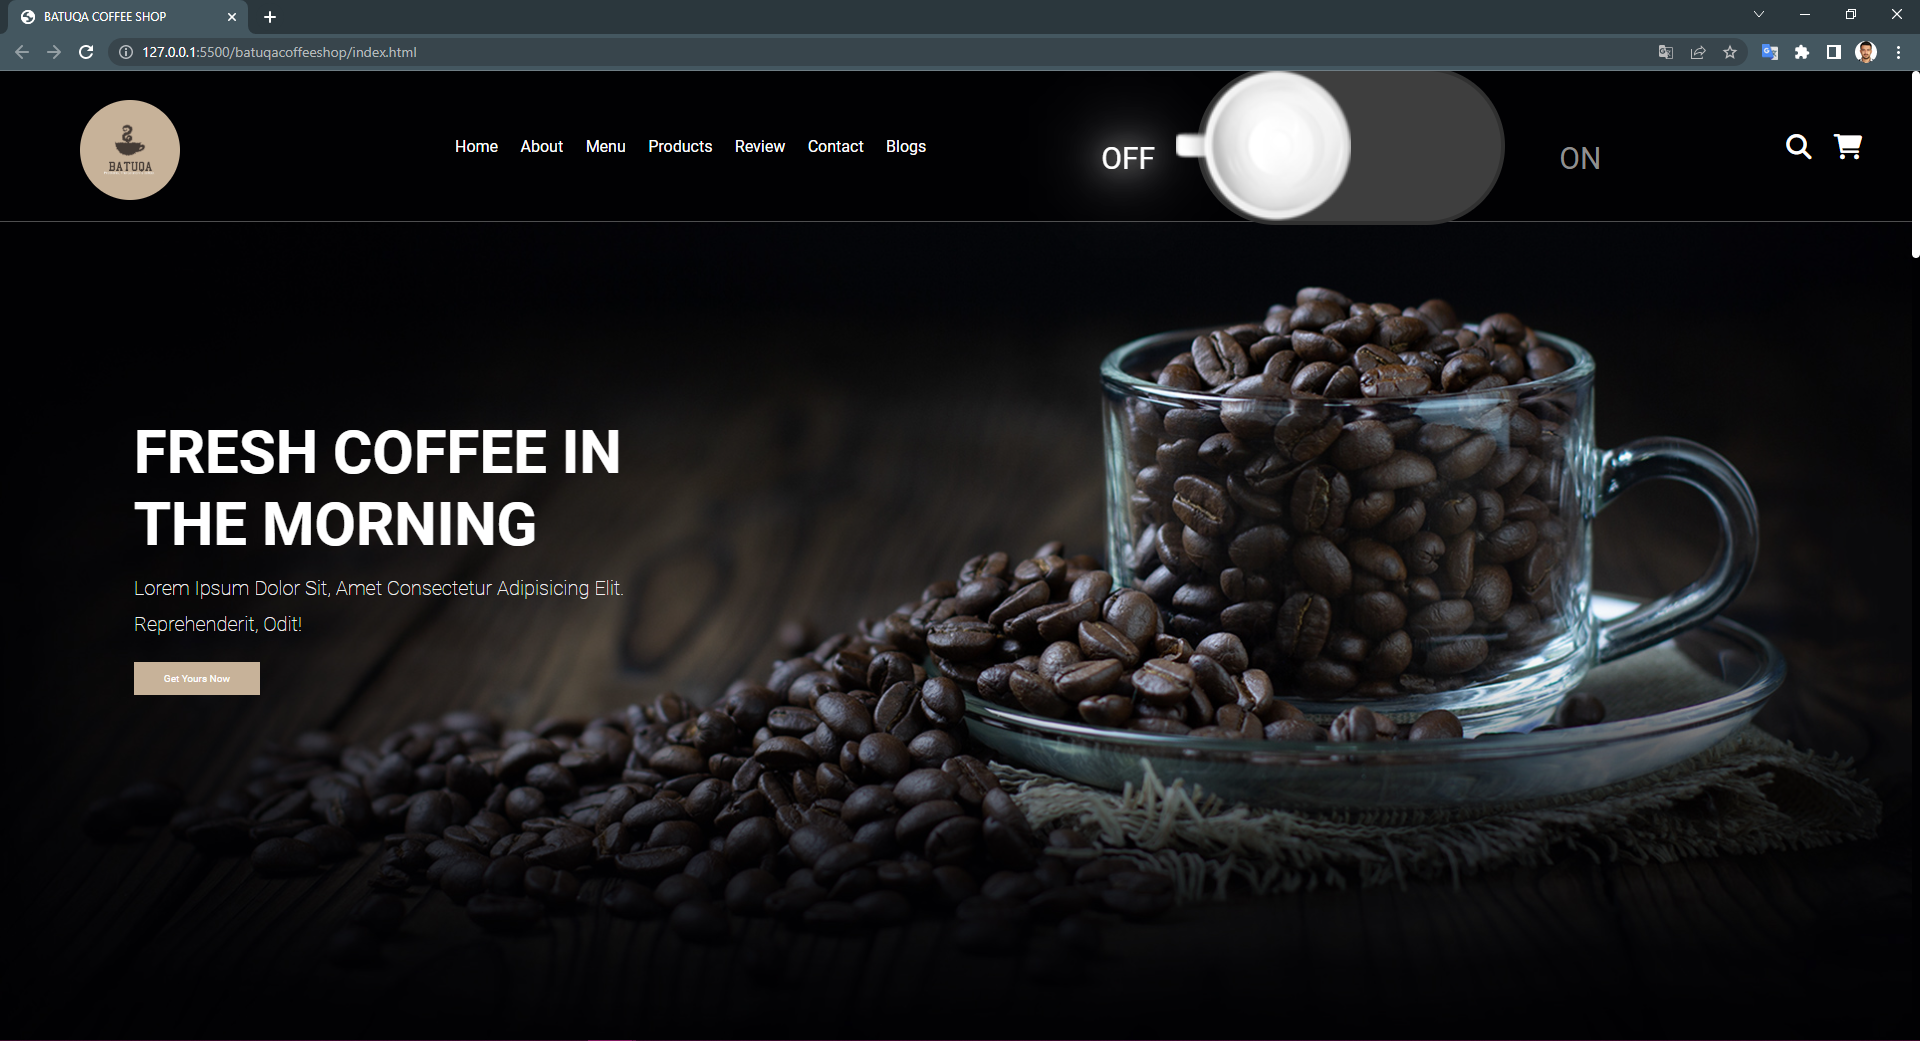 BATUQA COFFEE SHOP
127.0.0.1:5500/batuqacoffeeshop/index.html
BATUQA
Home About Menu Products Review Contact Blogs
OFF
ON
FRESH COFFEE IN
THE MORNING
Lorem Ipsum Dolor Sit, Amet Consectetur Adipisicing Elit.
Reprehenderit, Odit!
Get Yours Now